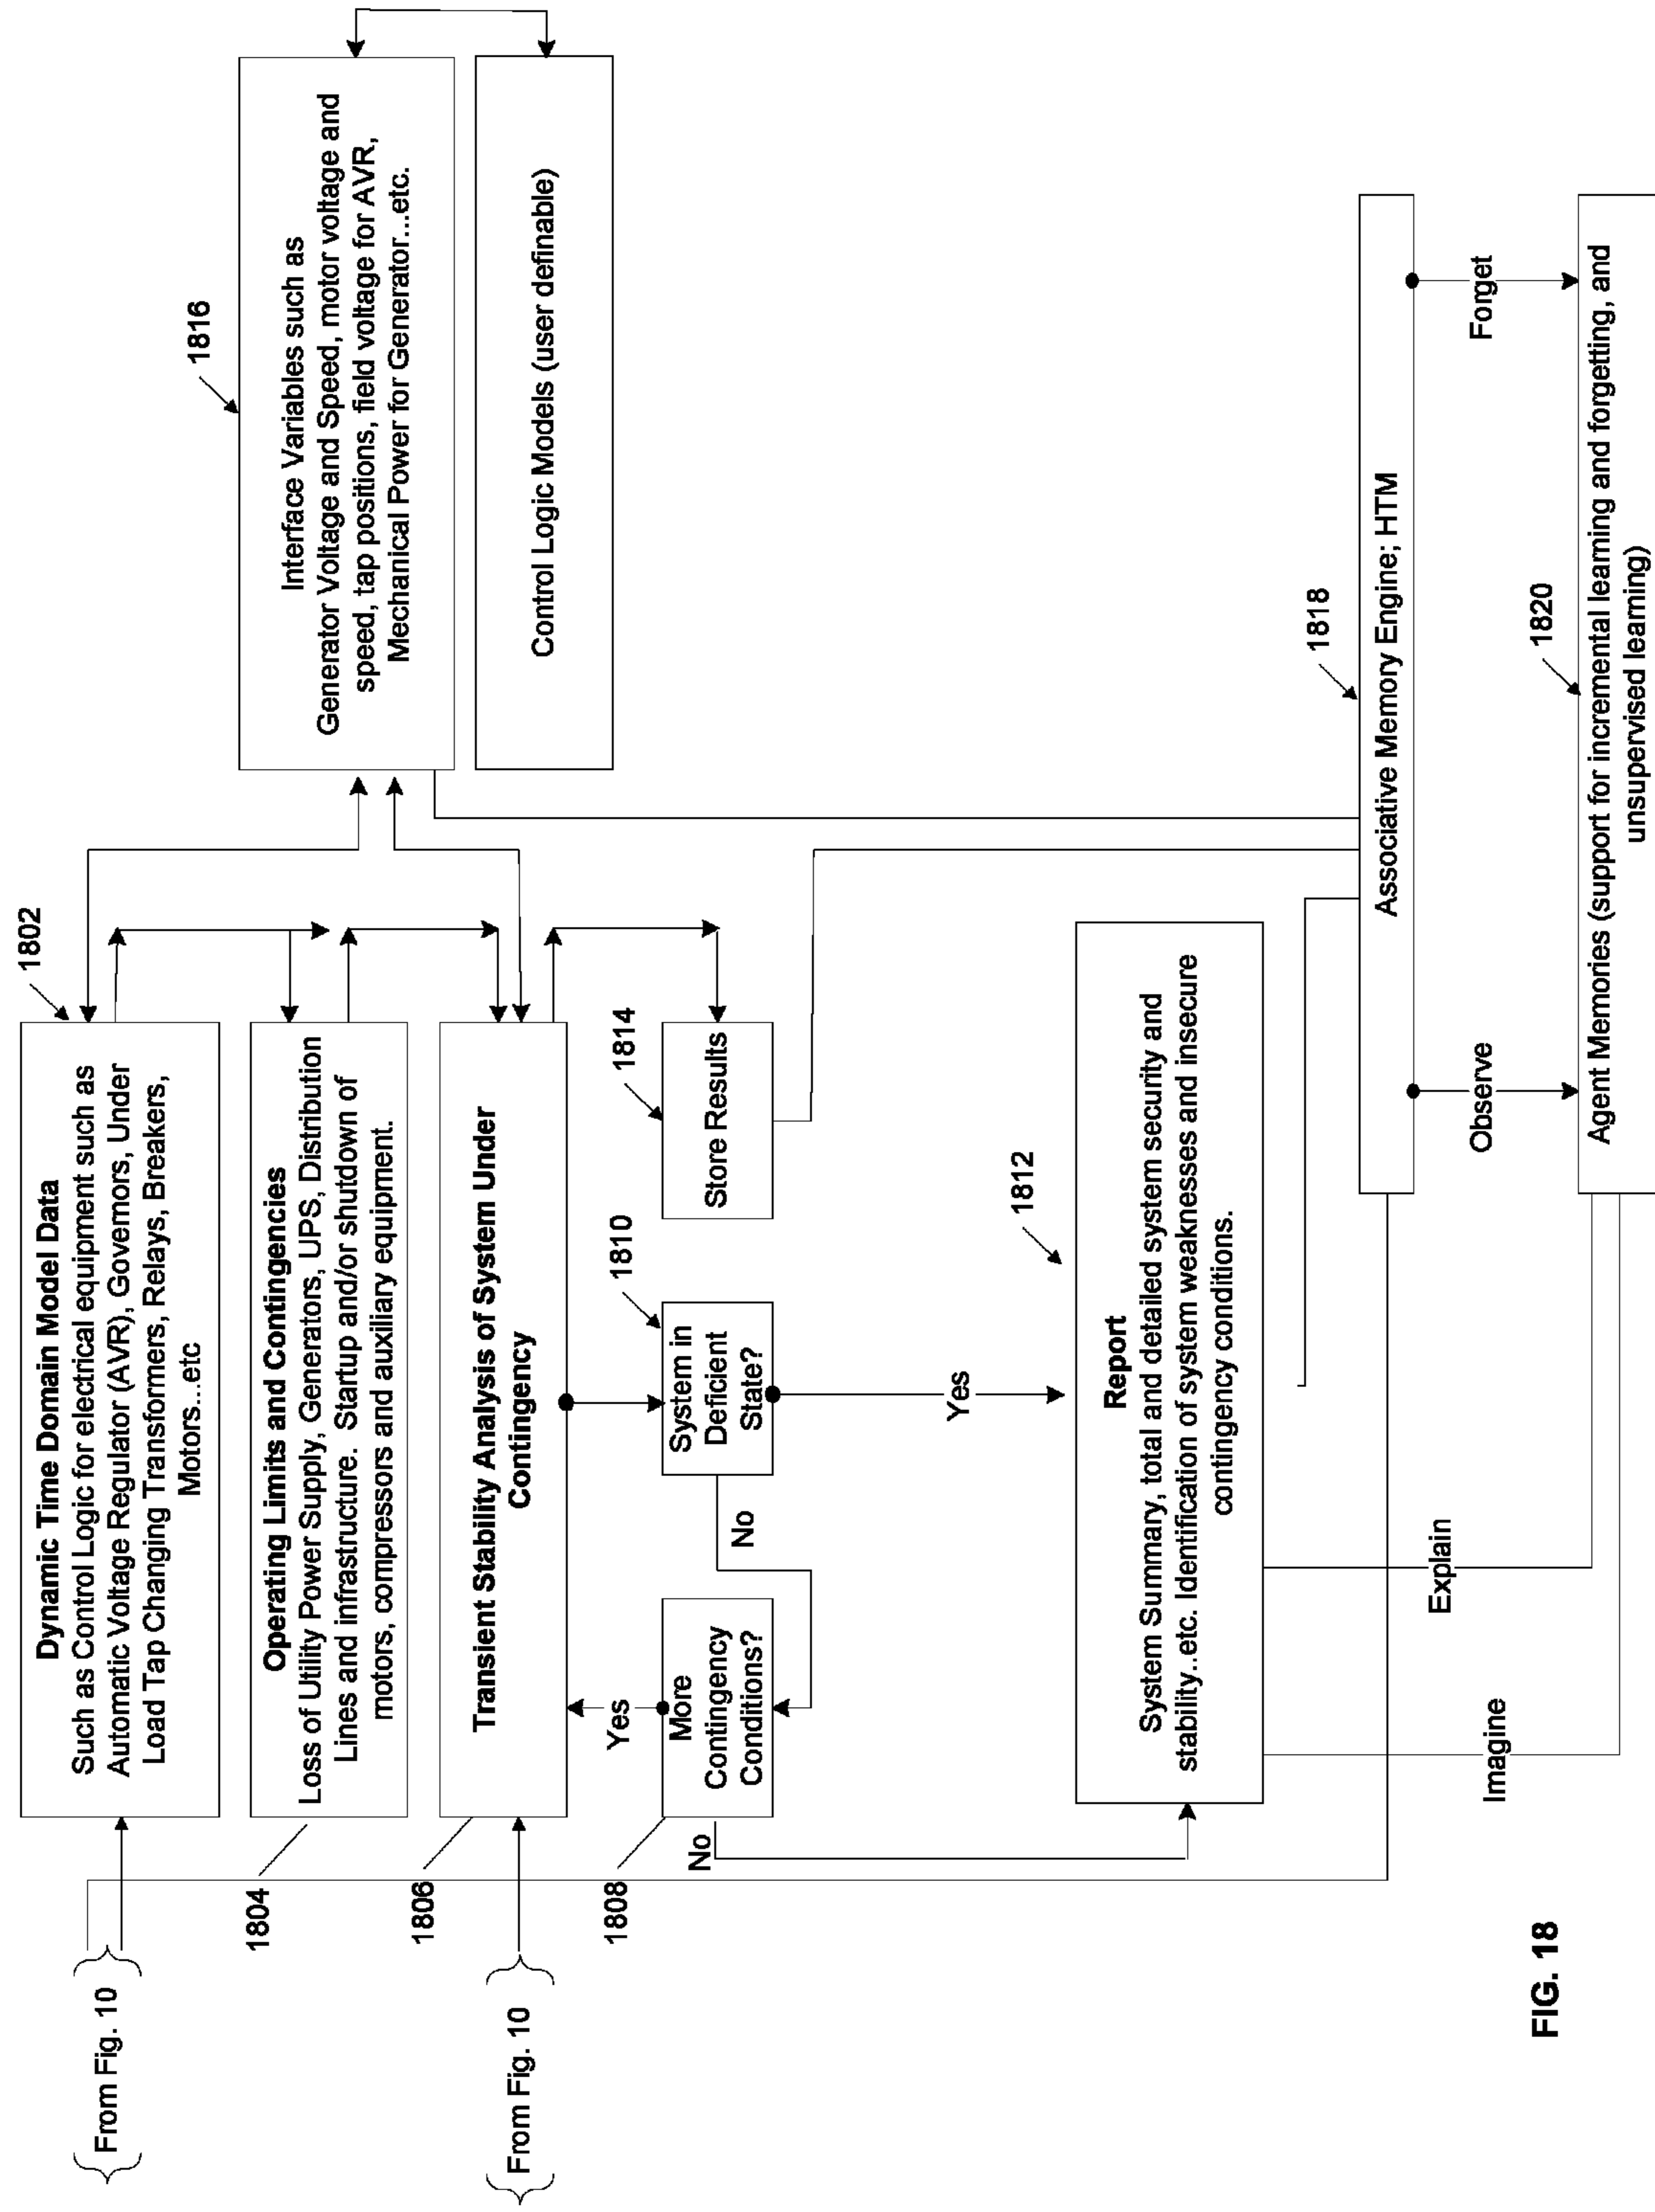 From Fig. 10
From Fig. 10
1802
Dynamic Time Domain Model Data
Such as Control Logic for electrical equipment such as
Automatic Voltage Regulator (AVR), Governors, Under
Load Tap Changing Transformers, Relays, Breakers,
Motors...etc
1804
Operating Limits and Contingencies
Loss of Utility Power Supply, Generators, UPS, Distribution
Lines and infrastructure. Startup and/or shutdown of
motors, compressors and auxiliary equipment.
1806
Transient Stability Analysis of System Under
Contingency
1808
Yes
More
Contingency
Conditions?
No
No
1810
System in
Deficient
State?
Yes
1814
Store Results
1812
Report
System Summary, total and detailed system security and
stability..etc. Identification of system weaknesses and insecure
contingency conditions.
1816
Interface Variables such as
Generator Voltage and Speed, motor voltage and
speed, tap positions, field voltage for AVR,
Mechanical Power for Generator...etc.
Control Logic Models (user definable)
1818
Associative Memory Engine; HTM
Imagine
Explain
Observe
Forget
1820
Agent Memories (support for incremental learning and forgetting, and
unsupervised learning)
FIG. 18